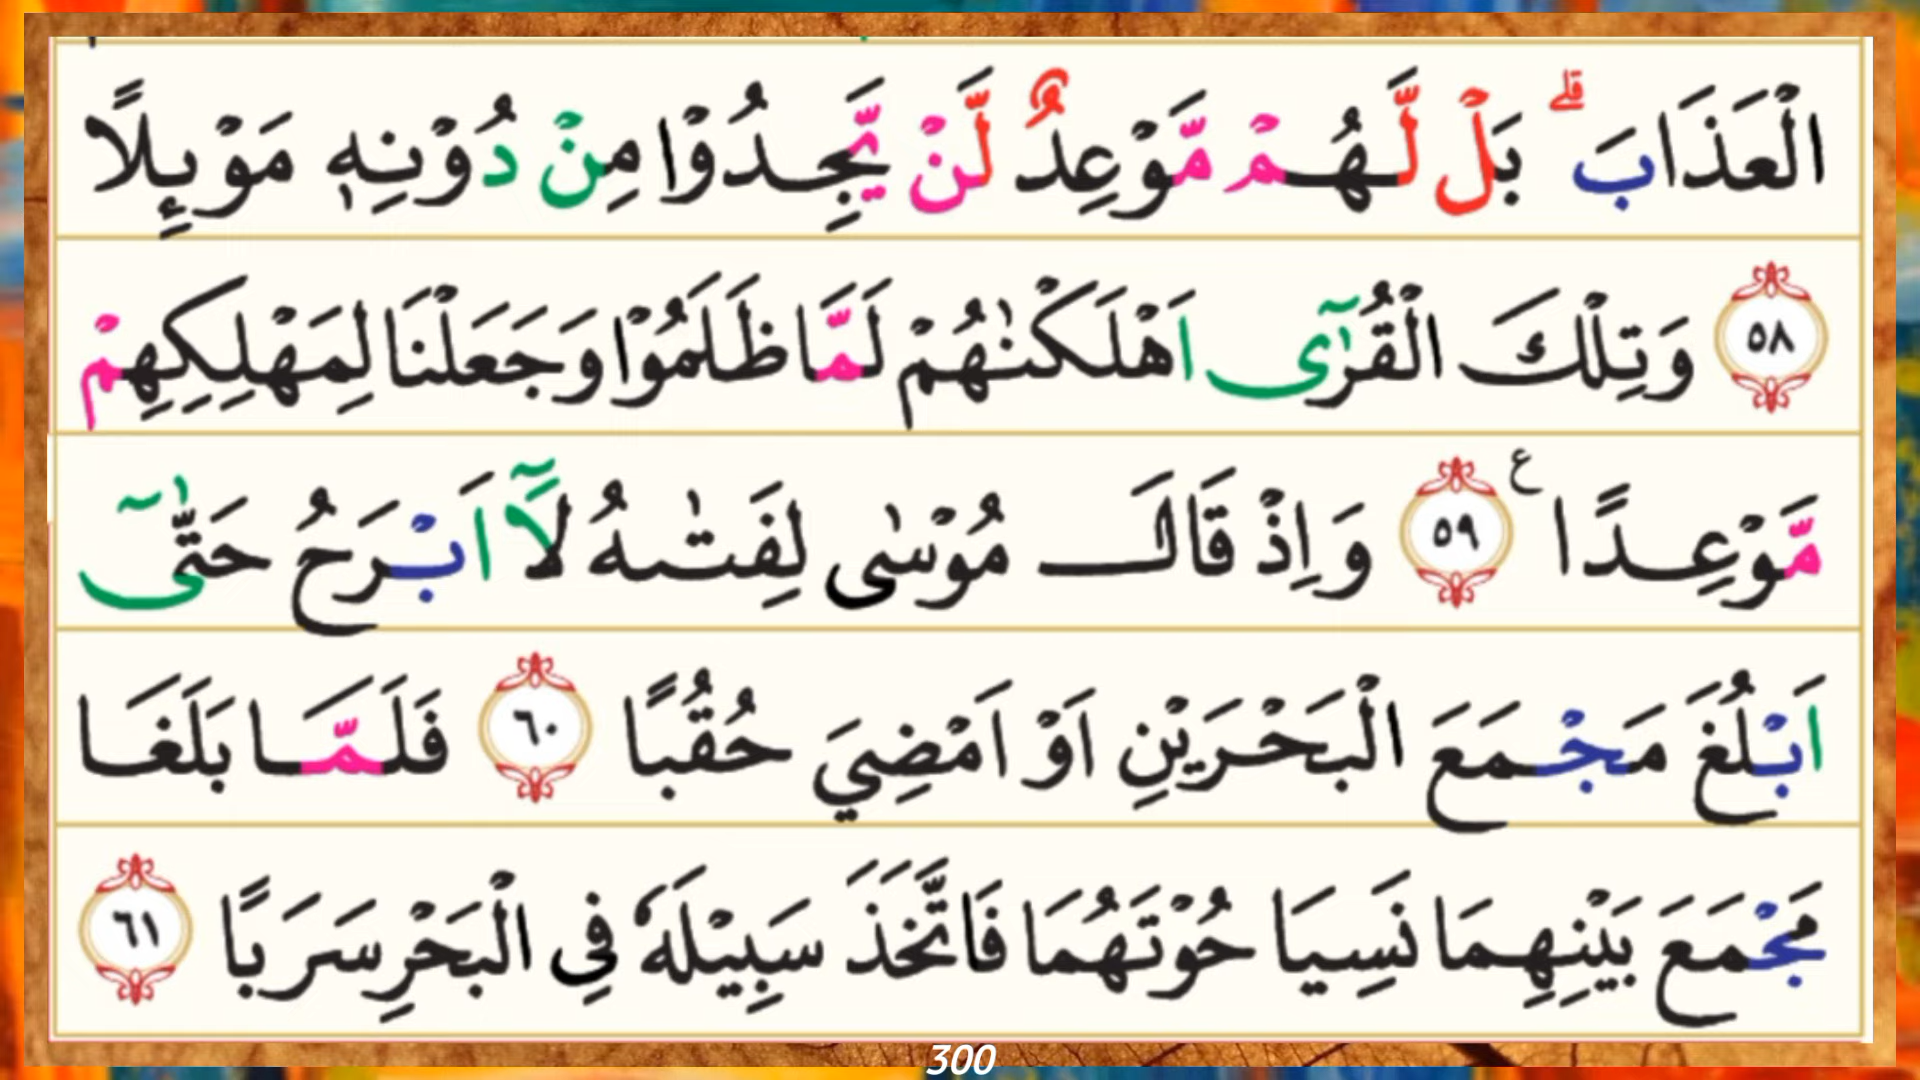 الْعَذَابَ ؕ بَلْ لَّهُمْ مَّوْعِدٌ لَّنْ يَّجِدُوْا مِنْ دُوْنِهٖ مَوْىِٕلًا
٥٨ وَتِلْكَ الْقُرٰٓى اَهْلَكْنٰهُمْ لَمَّا ظَلَمُوْا وَجَعَلْنَا لِمَهْلِكِهِمْ
مَّوْعِدًا ع ٥٩ وَاِذْ قَالَ مُوْسٰى لِفَتٰىهُ لَاۤ اَبْرَحُ حَتّٰۤى
اَبْلُغَ مَجْمَعَ الْبَحْرَيْنِ اَوْ اَمْضِيَ حُقُبًا ٦٠ فَلَمَّا بَلَغَا
مَجْمَعَ بَيْنِهِمَا نَسِيَا حُوْتَهُمَا فَاتَّخَذَ سَبِيْلَهٗ فِى الْبَحْرِ سَرَبًا ٦١
300